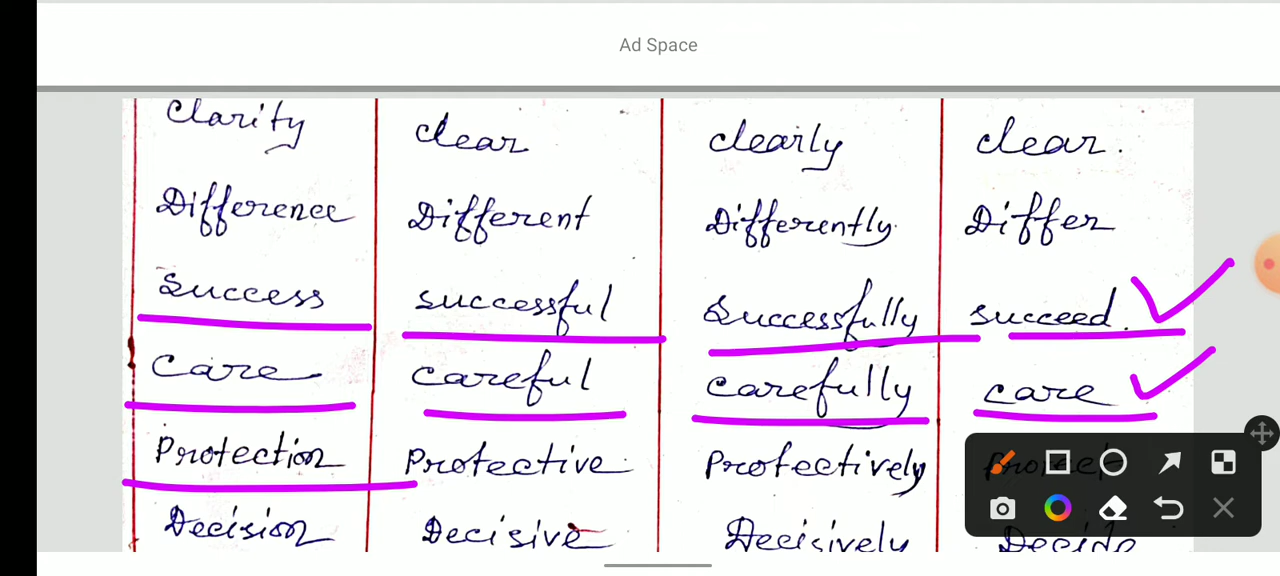 Ad Space
Clarity clear clearly clear.
Difference Different Differently. Differ
Success successful Successfully succeed.
Care careful carefully care
Protection Protective. Protectively Protect
Decision Decisive Decisively Decide